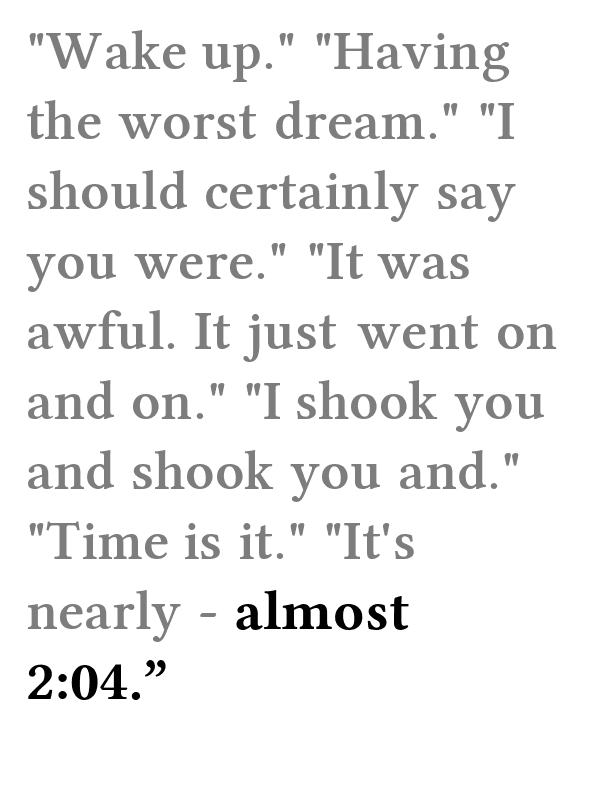 "Wake up." "Having
the worst dream." "I
should certainly say
you were." "It was
awful. It just went on
and on." "I shook you
and shook you and."
"Time is it." "It's
nearly - almost
2:04.”